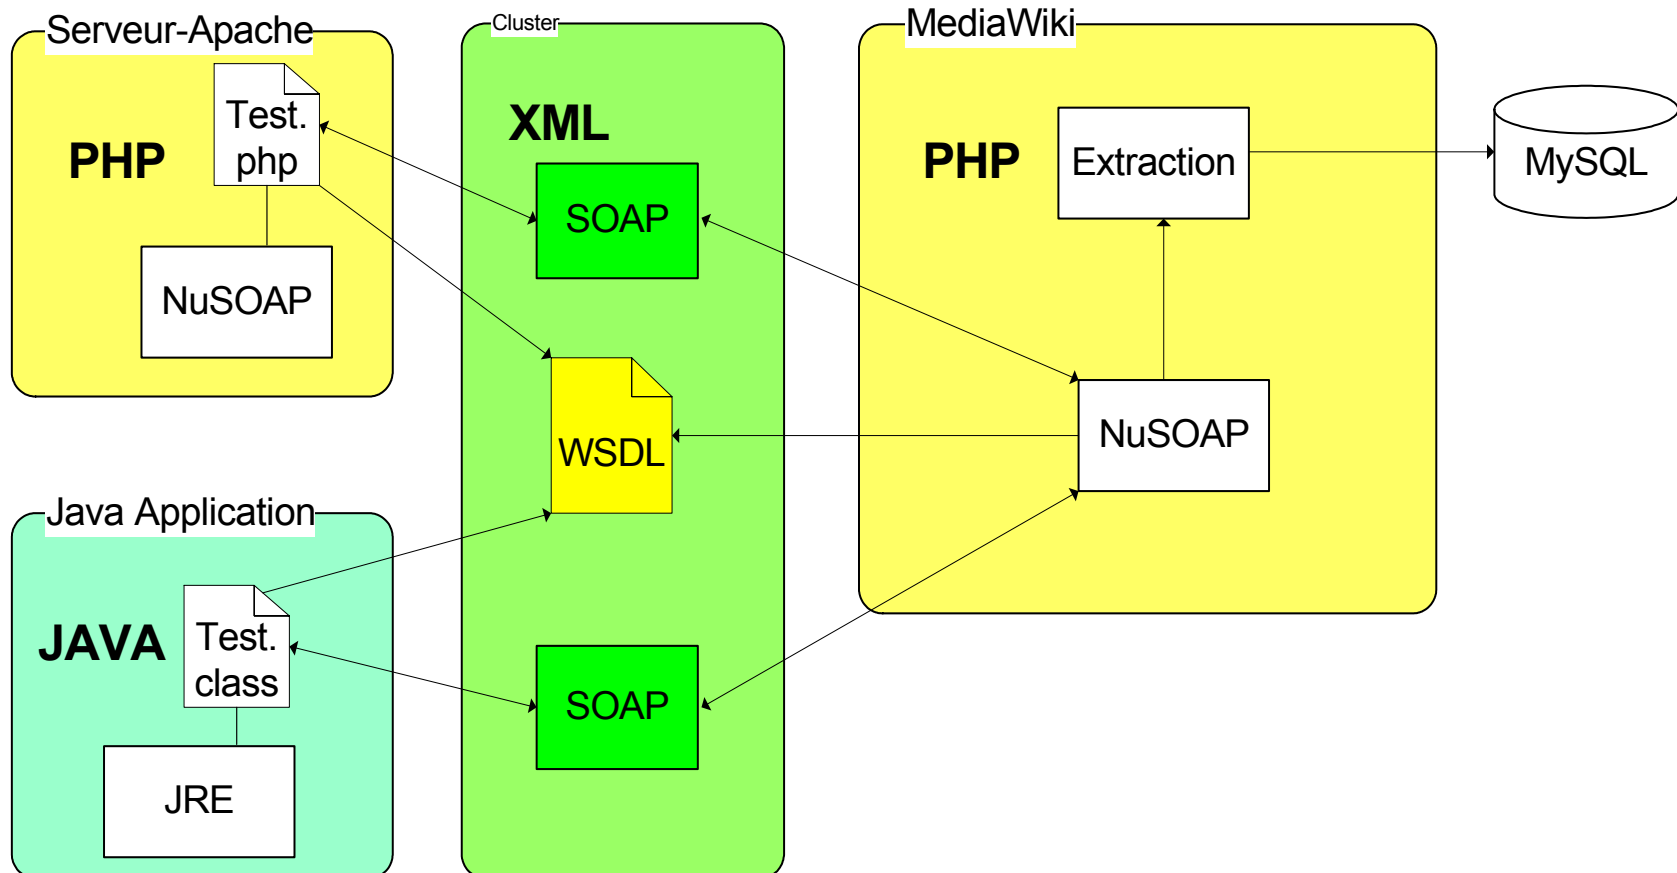 Serveur-Apache
Test.
php
PHP
NuSOAP
Java Application
JAVA
Test.
class
JRE
Cluster
XML
SOAP
WSDL
SOAP
MediaWiki
PHP
Extraction
NuSOAP
MySQL